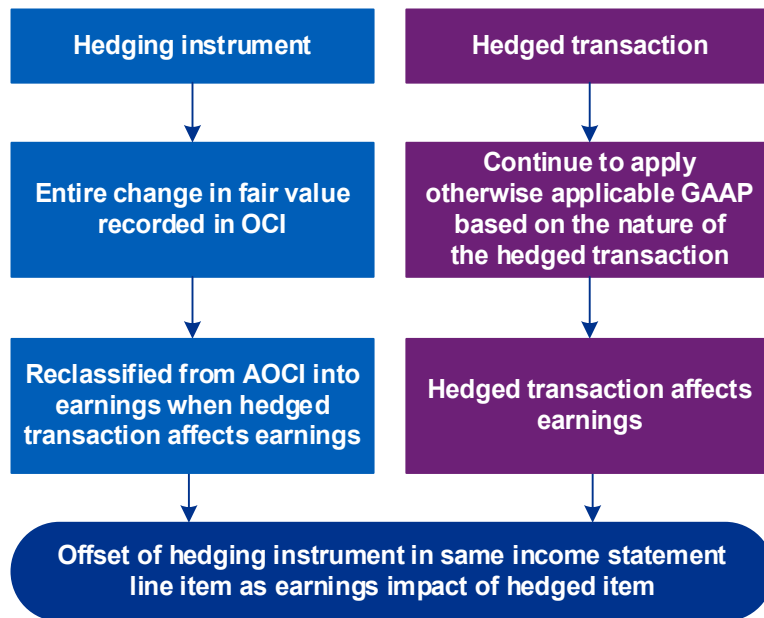 Hedging instrument
Hedged transaction
Entire change in fair value
recorded in OCI
Continue to apply
otherwise applicable GAAP
based on the nature of
the hedged transaction
Reclassified from AOCI into
earnings when hedged
transaction affects earnings
Hedged transaction affects
earnings
Offset of hedging instrument in same income statement
line item as earnings impact of hedged item